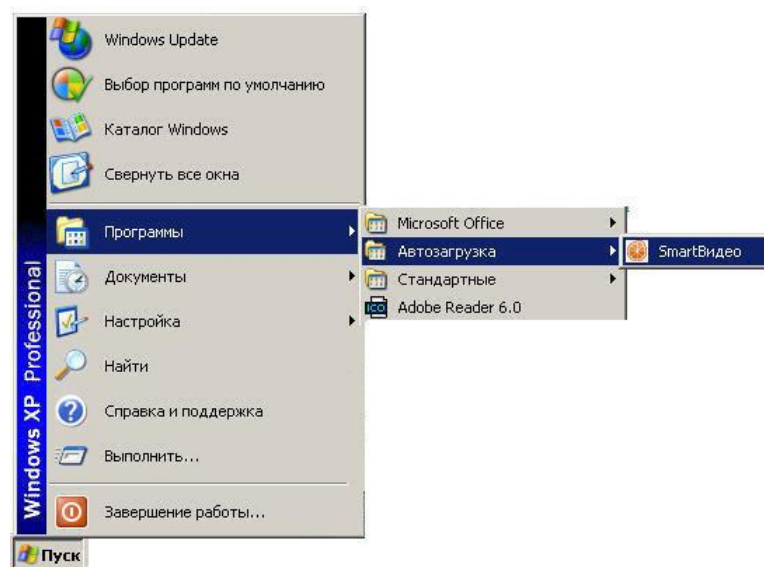 Windows Update
Выбор программ по умолчанию
Каталог Windows
Свернуть все окна
Программы
Документы
Настройка
Найти
Справка и поддержка
Выполнить...
Завершение работы...
Microsoft Office
Автозагрузка
Стандартные
ICO
Adobe Reader 6.0
SmartВидео
Windows XP Professional
Пуск